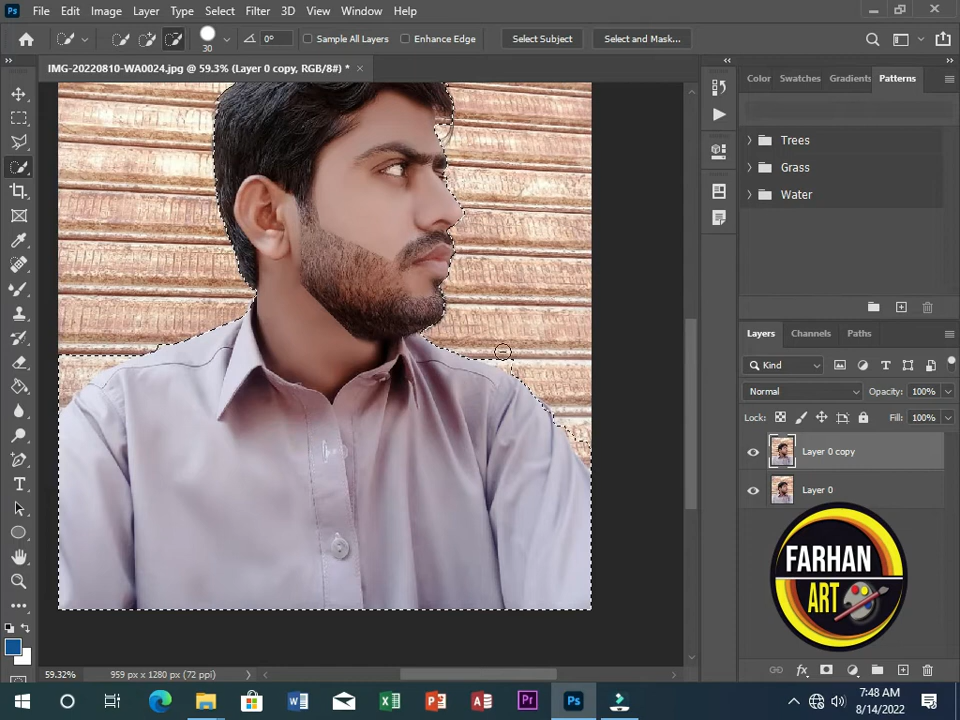 Ps File Edit Image Layer Type Select Filter 3D View Window Help
30 0° Sample All Layers Enhance Edge Select Subject Select and Mask...
IMG-20220810-WA0024.jpg @ 59.3% (Layer 0 copy, RGB/8#) * ×
Color Swatches Gradients Patterns
Trees
Grass
Water
Layers Channels Paths
Kind
Normal Opacity: 100%
Lock: Fill: 100%
Layer 0 copy
Layer 0
FARHAN
ART
59.32% 959 px x 1280 px (72 ppi)
7:48 AM
8/14/2022